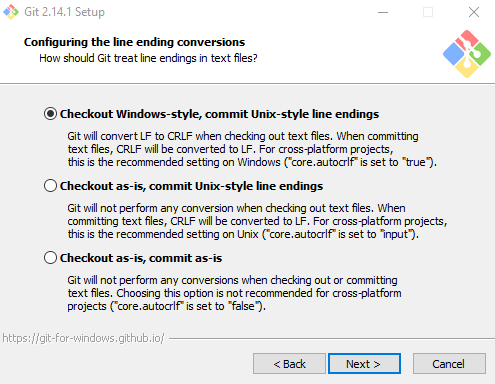 Git 2.14.1 Setup
Configuring the line ending conversions
How should Git treat line endings in text files?
Checkout Windows-style, commit Unix-style line endings
Git will convert LF to CRLF when checking out text files. When committing
text files, CRLF will be converted to LF. For cross-platform projects,
this is the recommended setting on Windows ("core.autocrlf" is set to "true").
Checkout as-is, commit Unix-style line endings
Git will not perform any conversion when checking out text files. When
committing text files, CRLF will be converted to LF. For cross-platform projects,
this is the recommended setting on Unix ("core.autocrlf" is set to "input").
Checkout as-is, commit as-is
Git will not perform any conversions when checking out or committing
text files. Choosing this option is not recommended for cross-platform
projects ("core.autocrlf" is set to "false").
https://git-for-windows.github.io/
< Back Next > Cancel